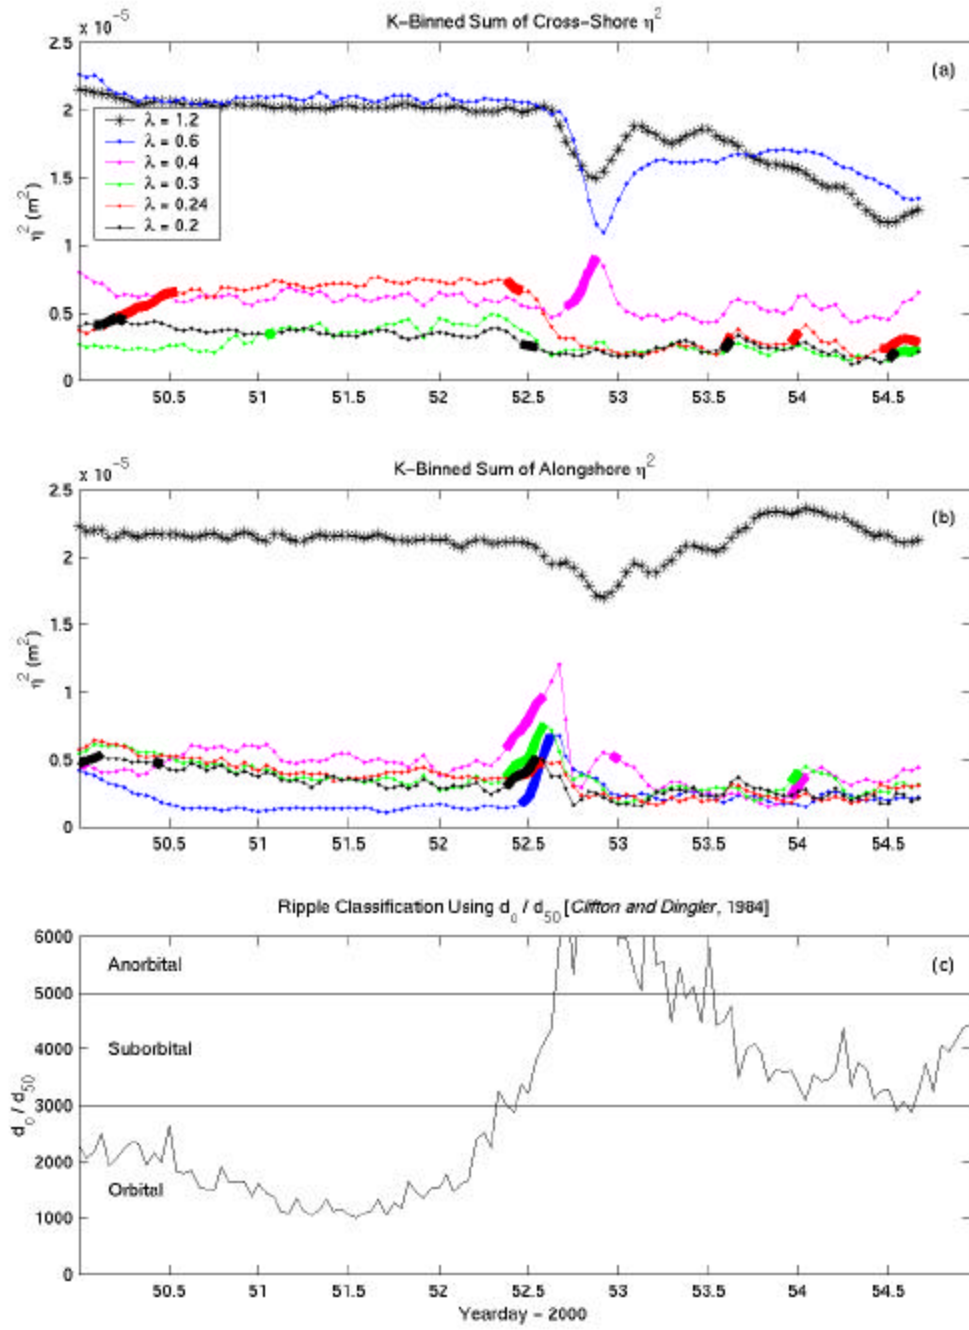 x 10⁻⁵
K-Binned Sum of Cross-Shore η²
2.5
2
1.5
1
0.5
0
η² (m²)
(a)
λ = 1.2
λ = 0.6
λ = 0.4
λ = 0.3
λ = 0.24
λ = 0.2
50.5 51 51.5 52 52.5 53 53.5 54 54.5
x 10⁻⁵
K-Binned Sum of Alongshore η²
2.5
2
1.5
1
0.5
0
η² (m²)
(b)
50.5 51 51.5 52 52.5 53 53.5 54 54.5
Ripple Classification Using d₀ / d₅₀ [Clifton and Dingler, 1984]
6000
5000
4000
3000
2000
1000
0
d₀ / d₅₀
Anorbital
(c)
Suborbital
Orbital
50.5 51 51.5 52 52.5 53 53.5 54 54.5
Yearday - 2000